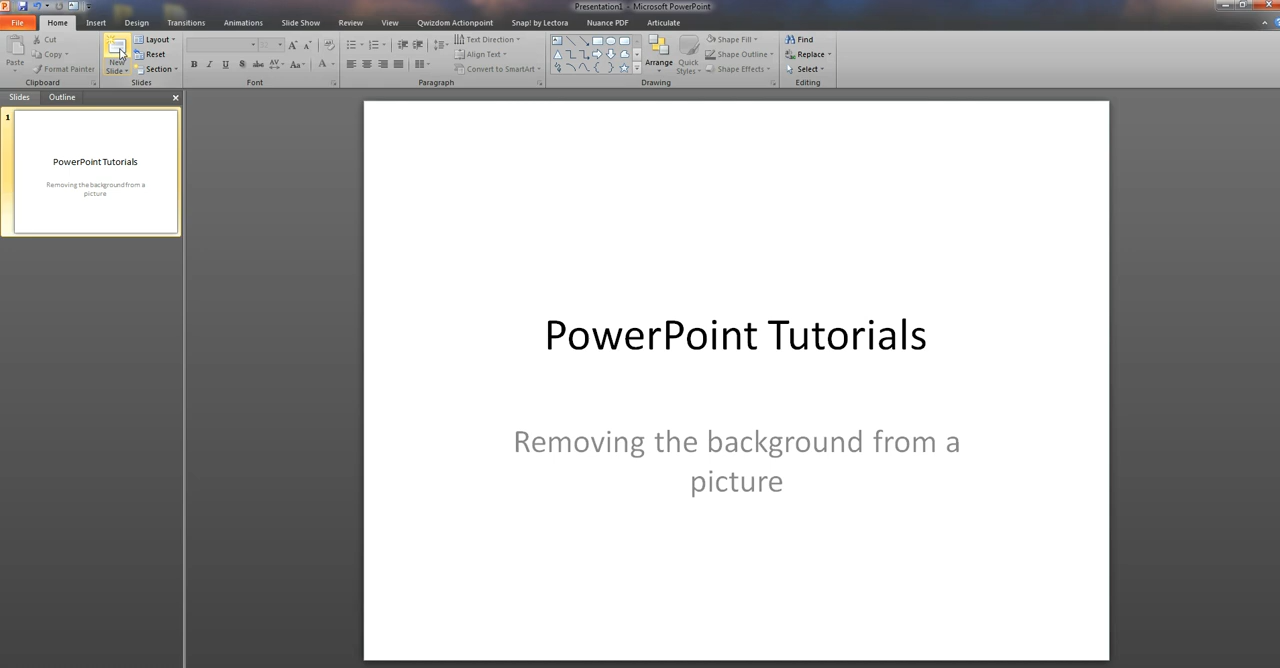 Presentation1 - Microsoft PowerPoint
File Home Insert Design Transitions Animations Slide Show Review View Qwizdom Actionpoint Snap! by Lectora Nuance PDF Articulate
Paste
Cut
Copy
Format Painter
Clipboard
New Slide
Layout
Reset
Section
Slides
Font
Text Direction
Align Text
Convert to SmartArt
Paragraph
Arrange
Quick Styles
Shape Fill
Shape Outline
Shape Effects
Drawing
Find
Replace
Select
Editing
Slides Outline
1
PowerPoint Tutorials
Removing the background from a
picture
PowerPoint Tutorials
Removing the background from a
picture